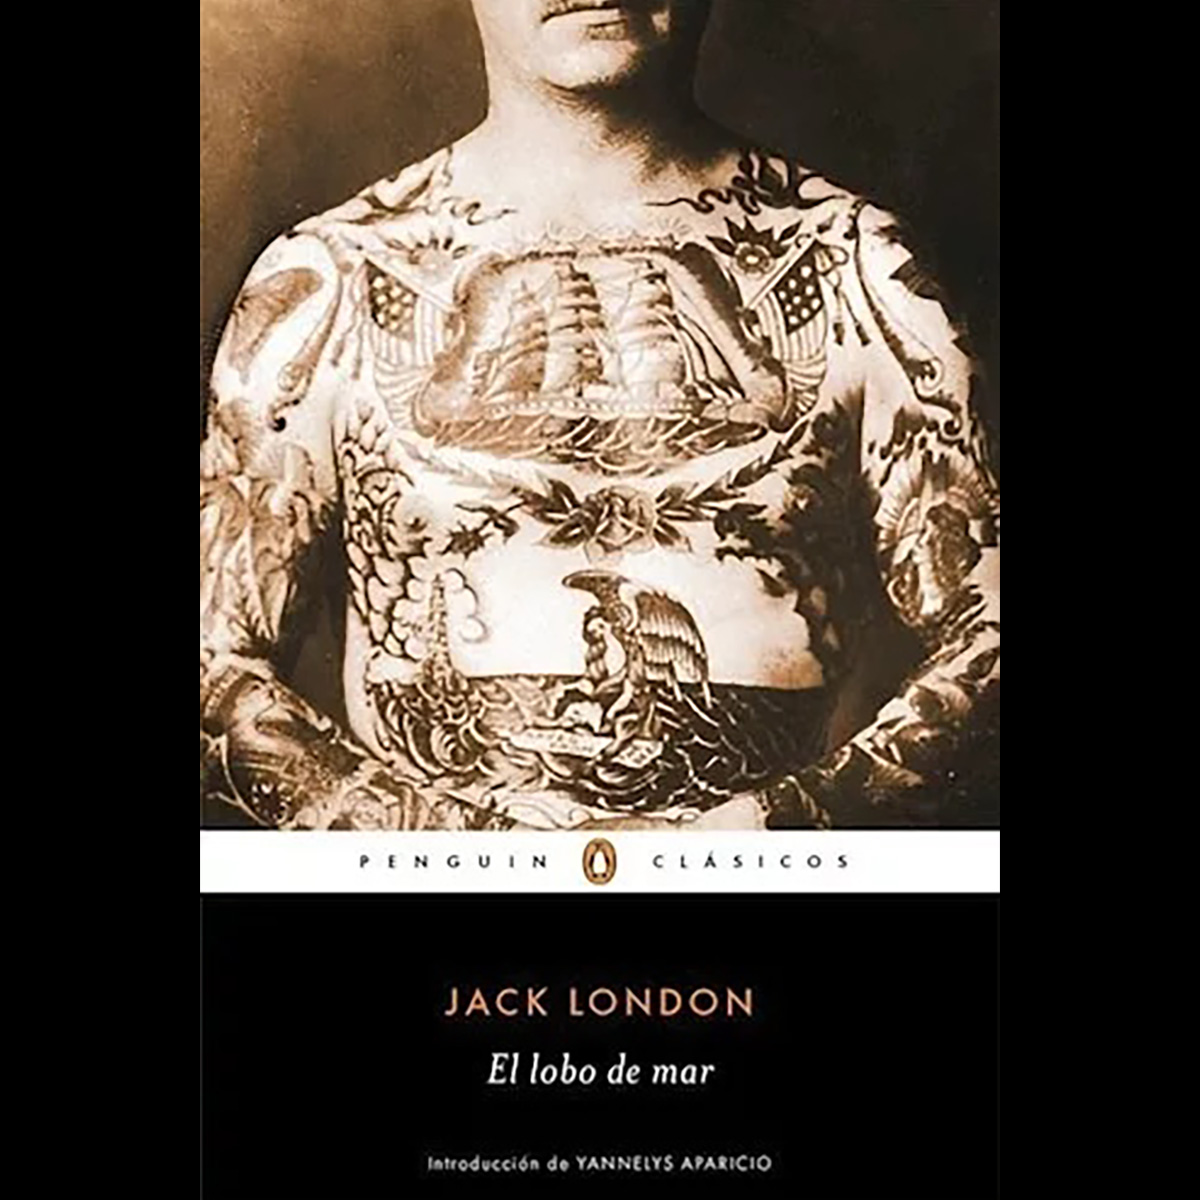 PENGUIN CLÁSICOS
JACK LONDON
El lobo de mar
Introducción de YANNELYS APARICIO